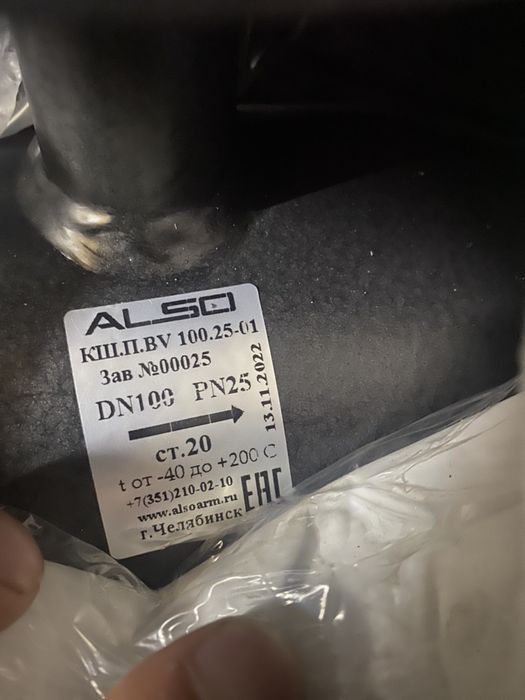 ALSO
КШ.П.BV 100.25-01
Зав №00025
DN100 PN25
13.11.2022
ст.20
t от -40 до +200 С
+7(351)210-02-10
www.alsoarm.ru
г.Челябинск
EAC